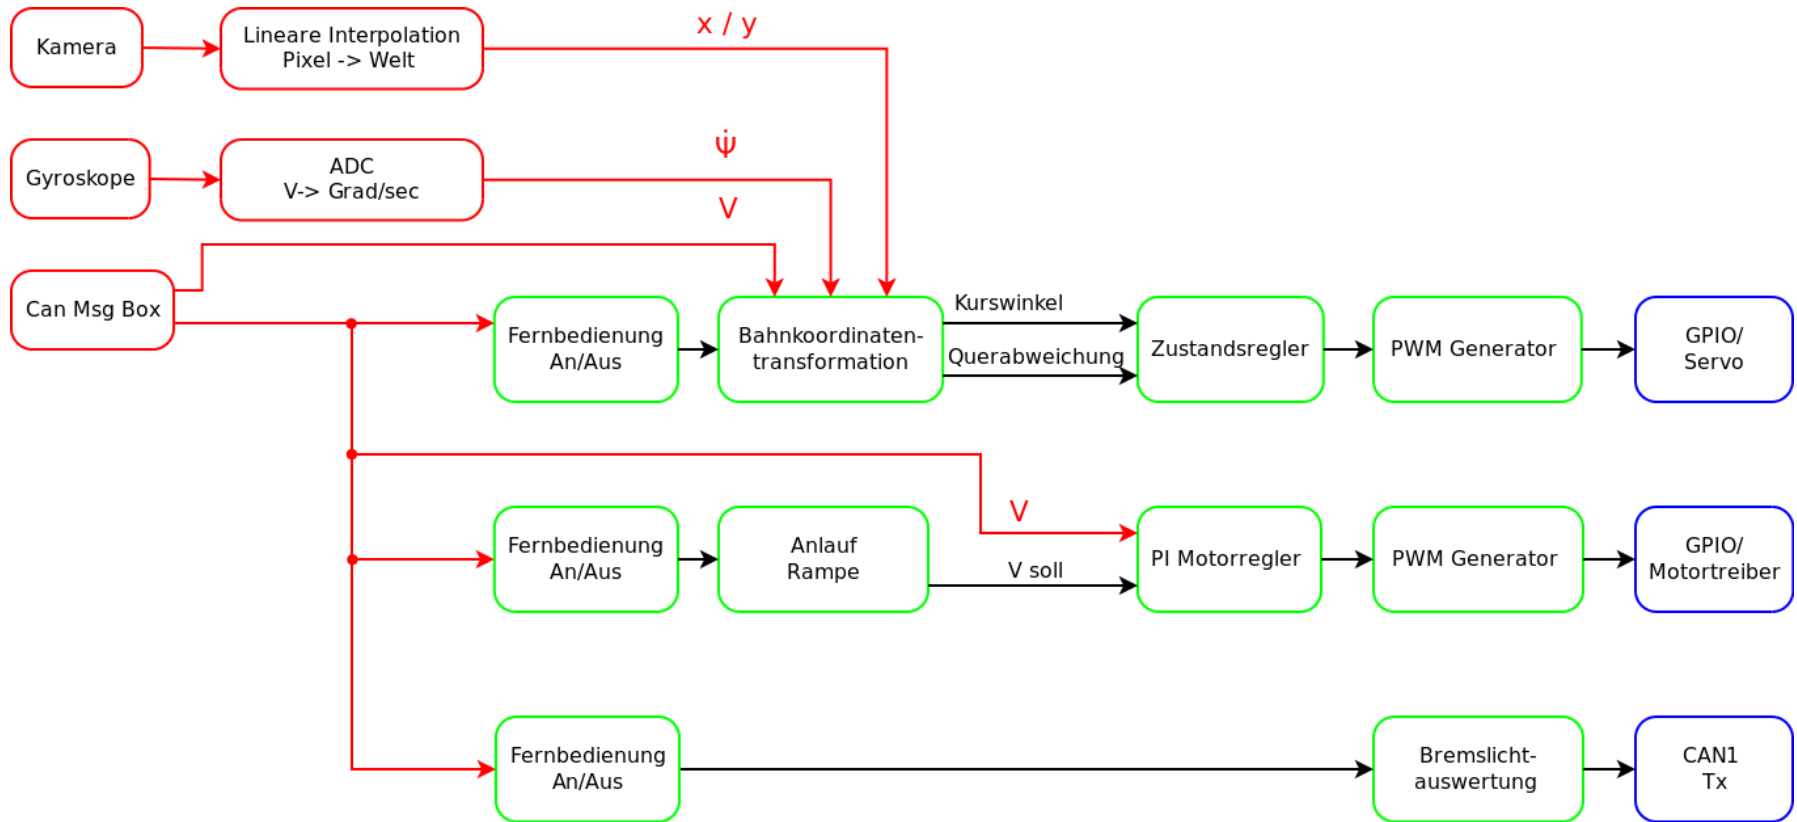 Kamera
Lineare Interpolation
Pixel -> Welt
x / y
Gyroskope
ADC
V-> Grad/sec
ψ̇
V
Can Msg Box
Fernbedienung
An/Aus
Bahnkoordinaten-
transformation
Kurswinkel
Querabweichung
Zustandsregler
PWM Generator
GPIO/
Servo
Fernbedienung
An/Aus
Anlauf
Rampe
V
V soll
PI Motorregler
PWM Generator
GPIO/
Motortreiber
Fernbedienung
An/Aus
Bremslicht-
auswertung
CAN1
Tx